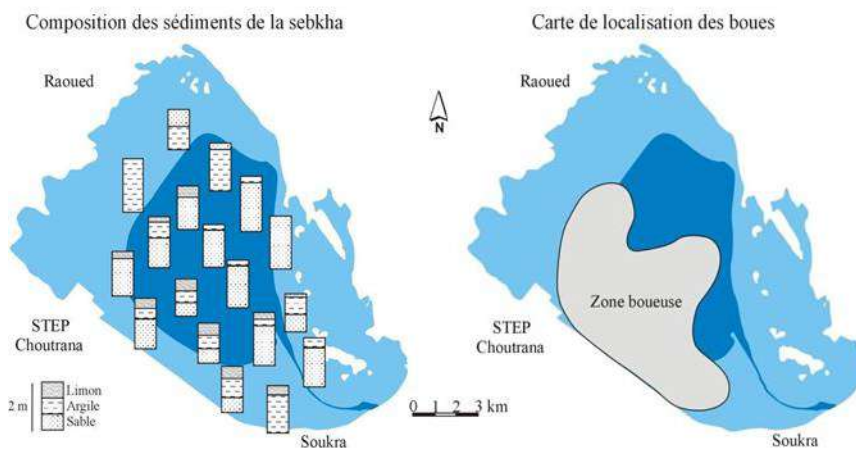 Composition des sédiments de la sebkha
Raoued
STEP
Choutrana
2 m
Limon
Argile
Sable
Soukra
N
0 1 2 3 km
Carte de localisation des boues
Raoued
Zone boueuse
STEP
Choutrana
Soukra